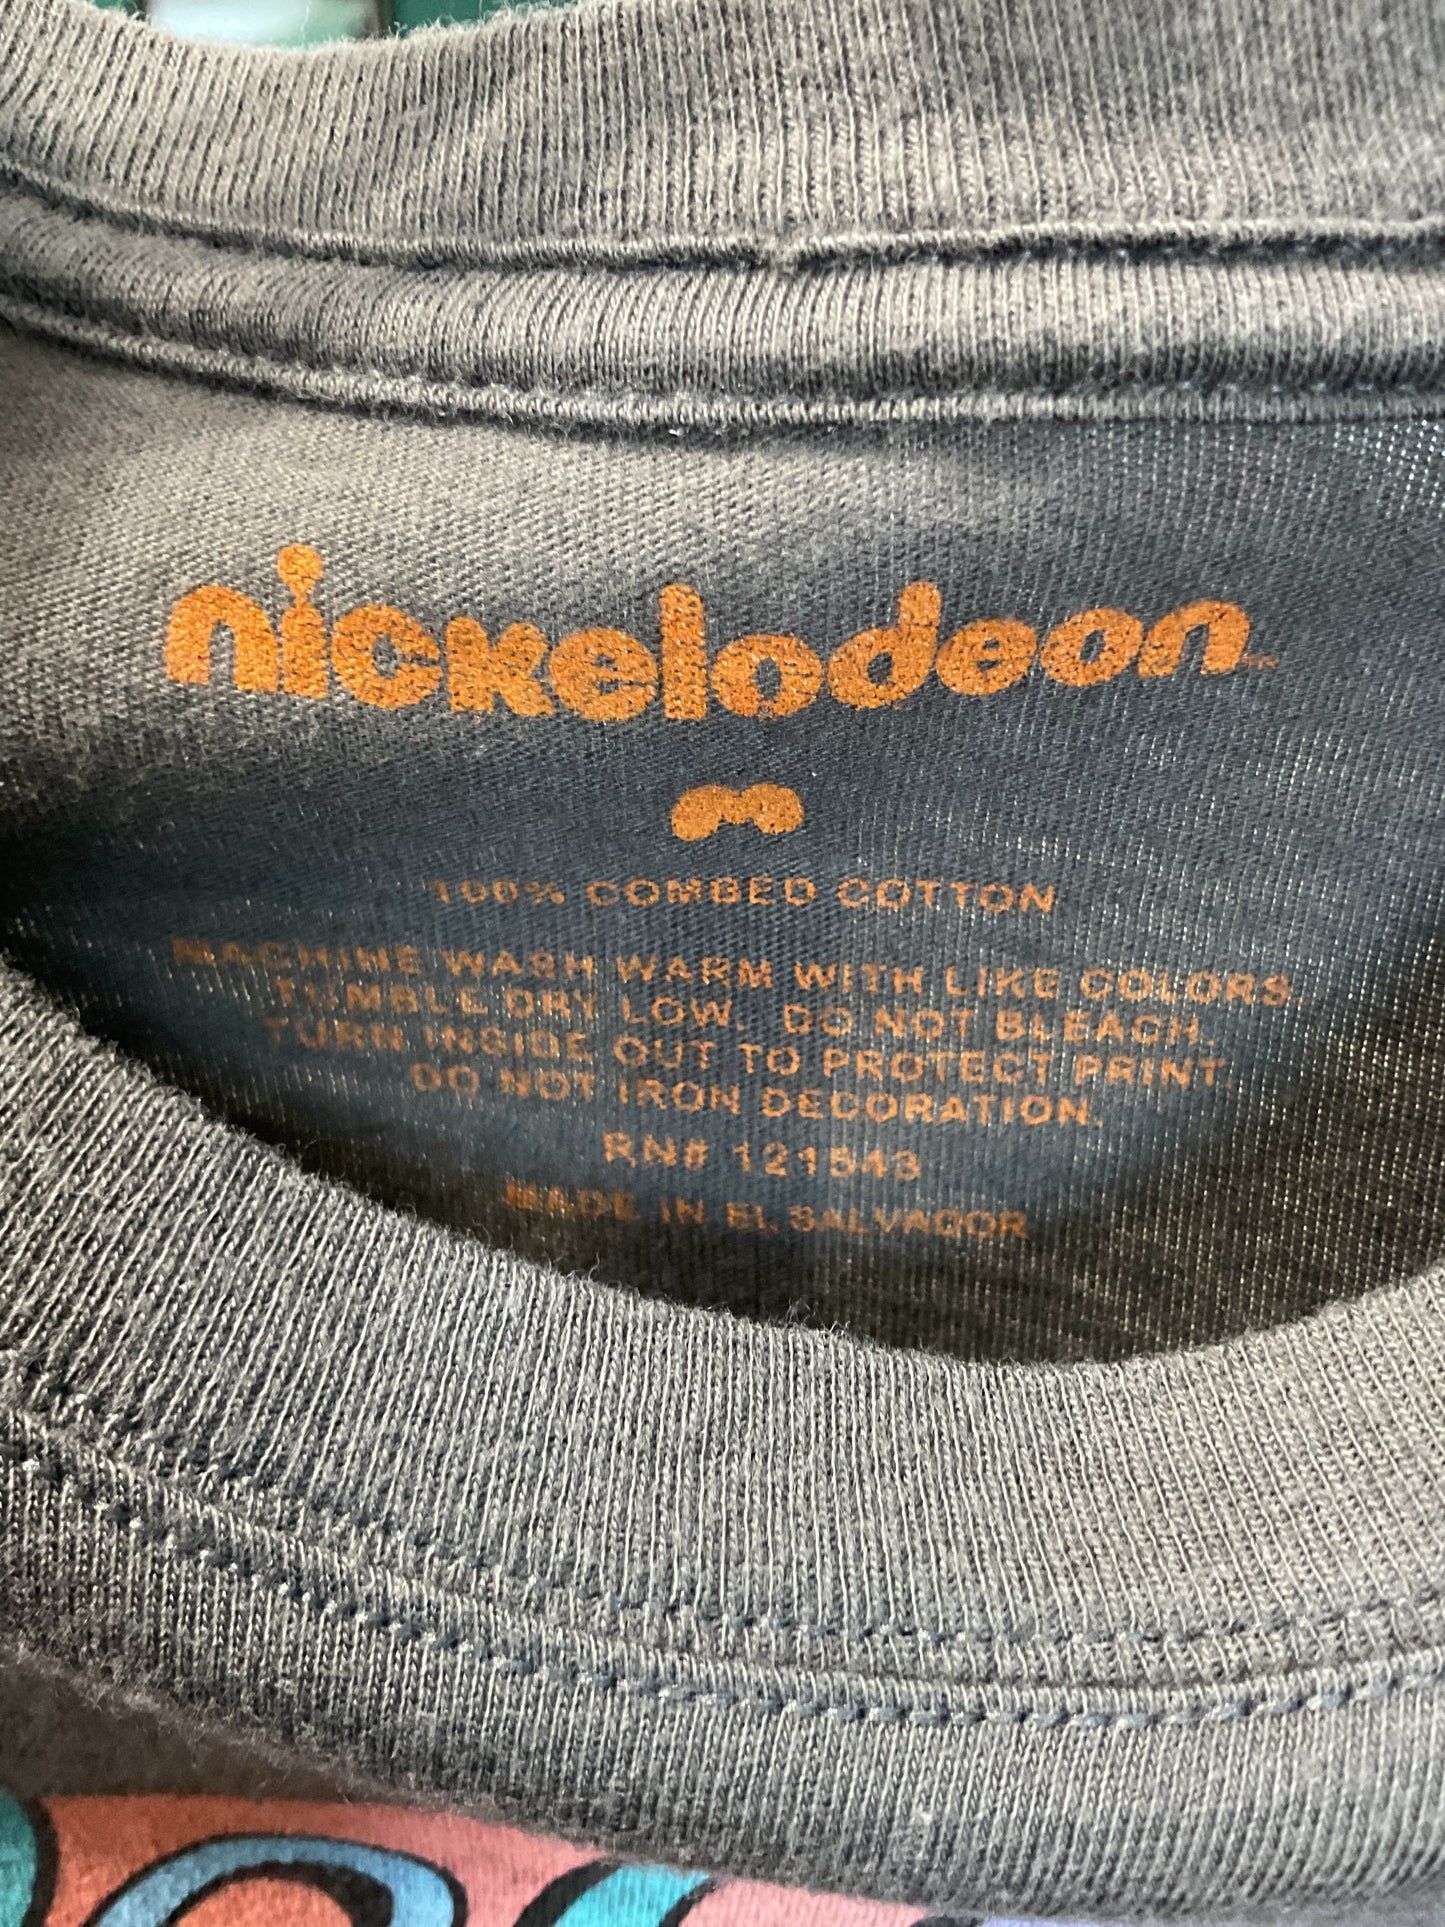 nickelodeon™
M
100% COMBED COTTON
MACHINE WASH WARM WITH LIKE COLORS.
TUMBLE DRY LOW. DO NOT BLEACH.
TURN INSIDE OUT TO PROTECT PRINT.
DO NOT IRON DECORATION.
RN# 121543
MADE IN EL SALVADOR